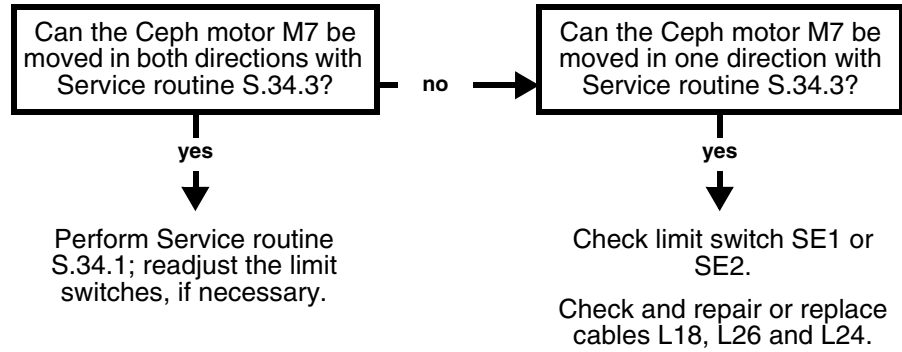 Can the Ceph motor M7 be
moved in both directions with
Service routine S.34.3?
no
Can the Ceph motor M7 be
moved in one direction with
Service routine S.34.3?
yes
yes
Perform Service routine
S.34.1; readjust the limit
switches, if necessary.
Check limit switch SE1 or
SE2.
Check and repair or replace
cables L18, L26 and L24.